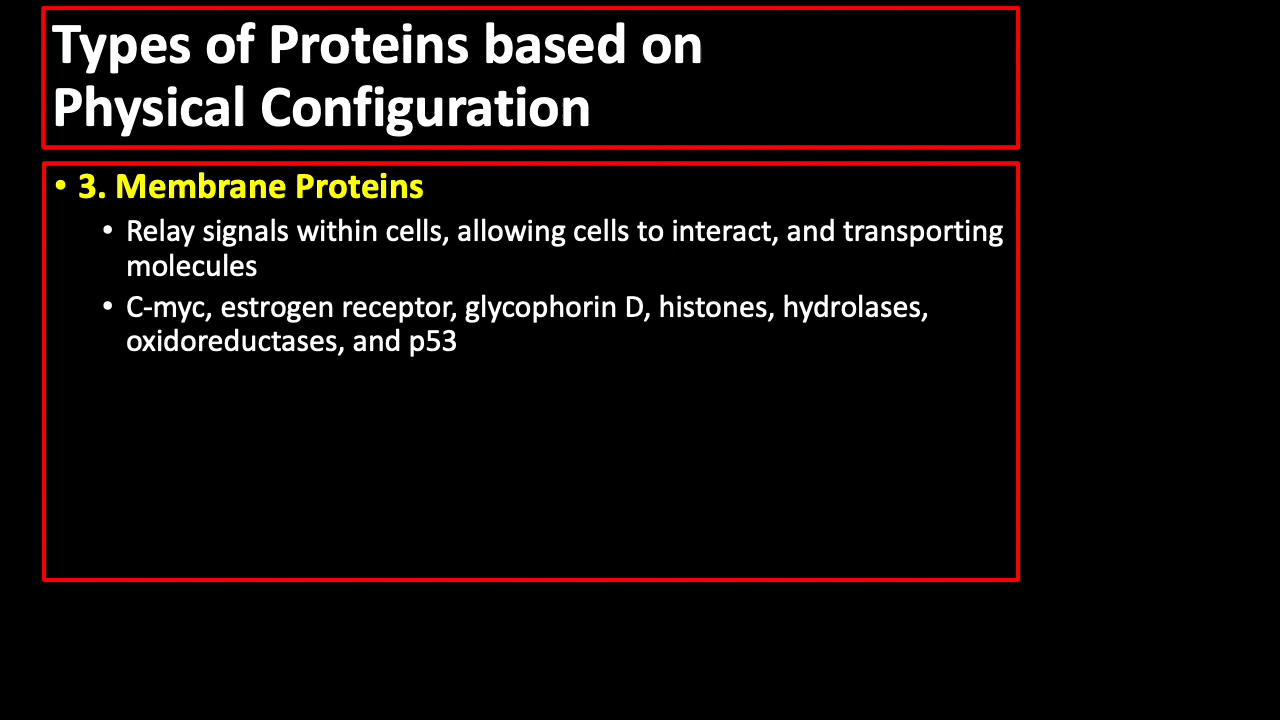 Types of Proteins based on
Physical Configuration
• 3. Membrane Proteins
• Relay signals within cells, allowing cells to interact, and transporting
molecules
• C-myc, estrogen receptor, glycophorin D, histones, hydrolases,
oxidoreductases, and p53